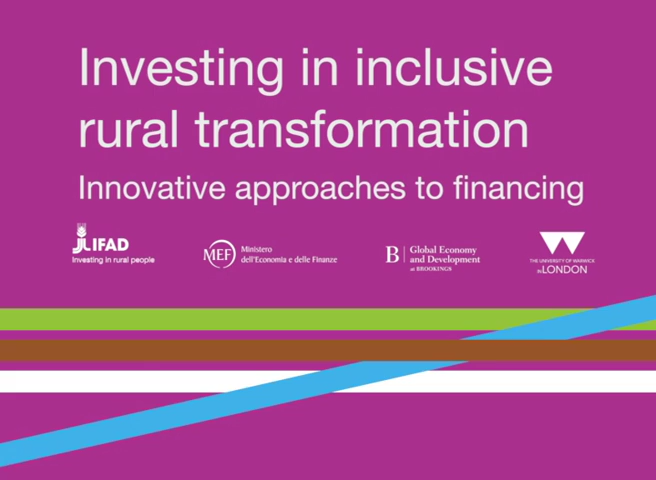 Investing in inclusive
rural transformation
Innovative approaches to financing
JLIFAD
Investing in rural people
MEF
Ministero
dell'Economia e delle Finanze
B
Global Economy
and Development
at BROOKINGS
THE UNIVERSITY OF WARWICK
IN LONDON